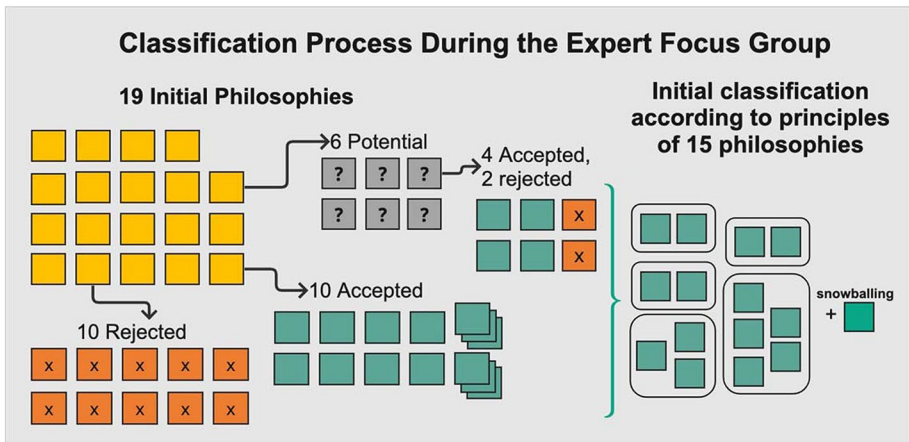 Classification Process During the Expert Focus Group
19 Initial Philosophies
6 Potential
? ? ?
? ? ?
4 Accepted,
2 rejected
x
x
10 Accepted
10 Rejected
x x x x x
x x x x x
Initial classification
according to principles
of 15 philosophies
snowballing
+